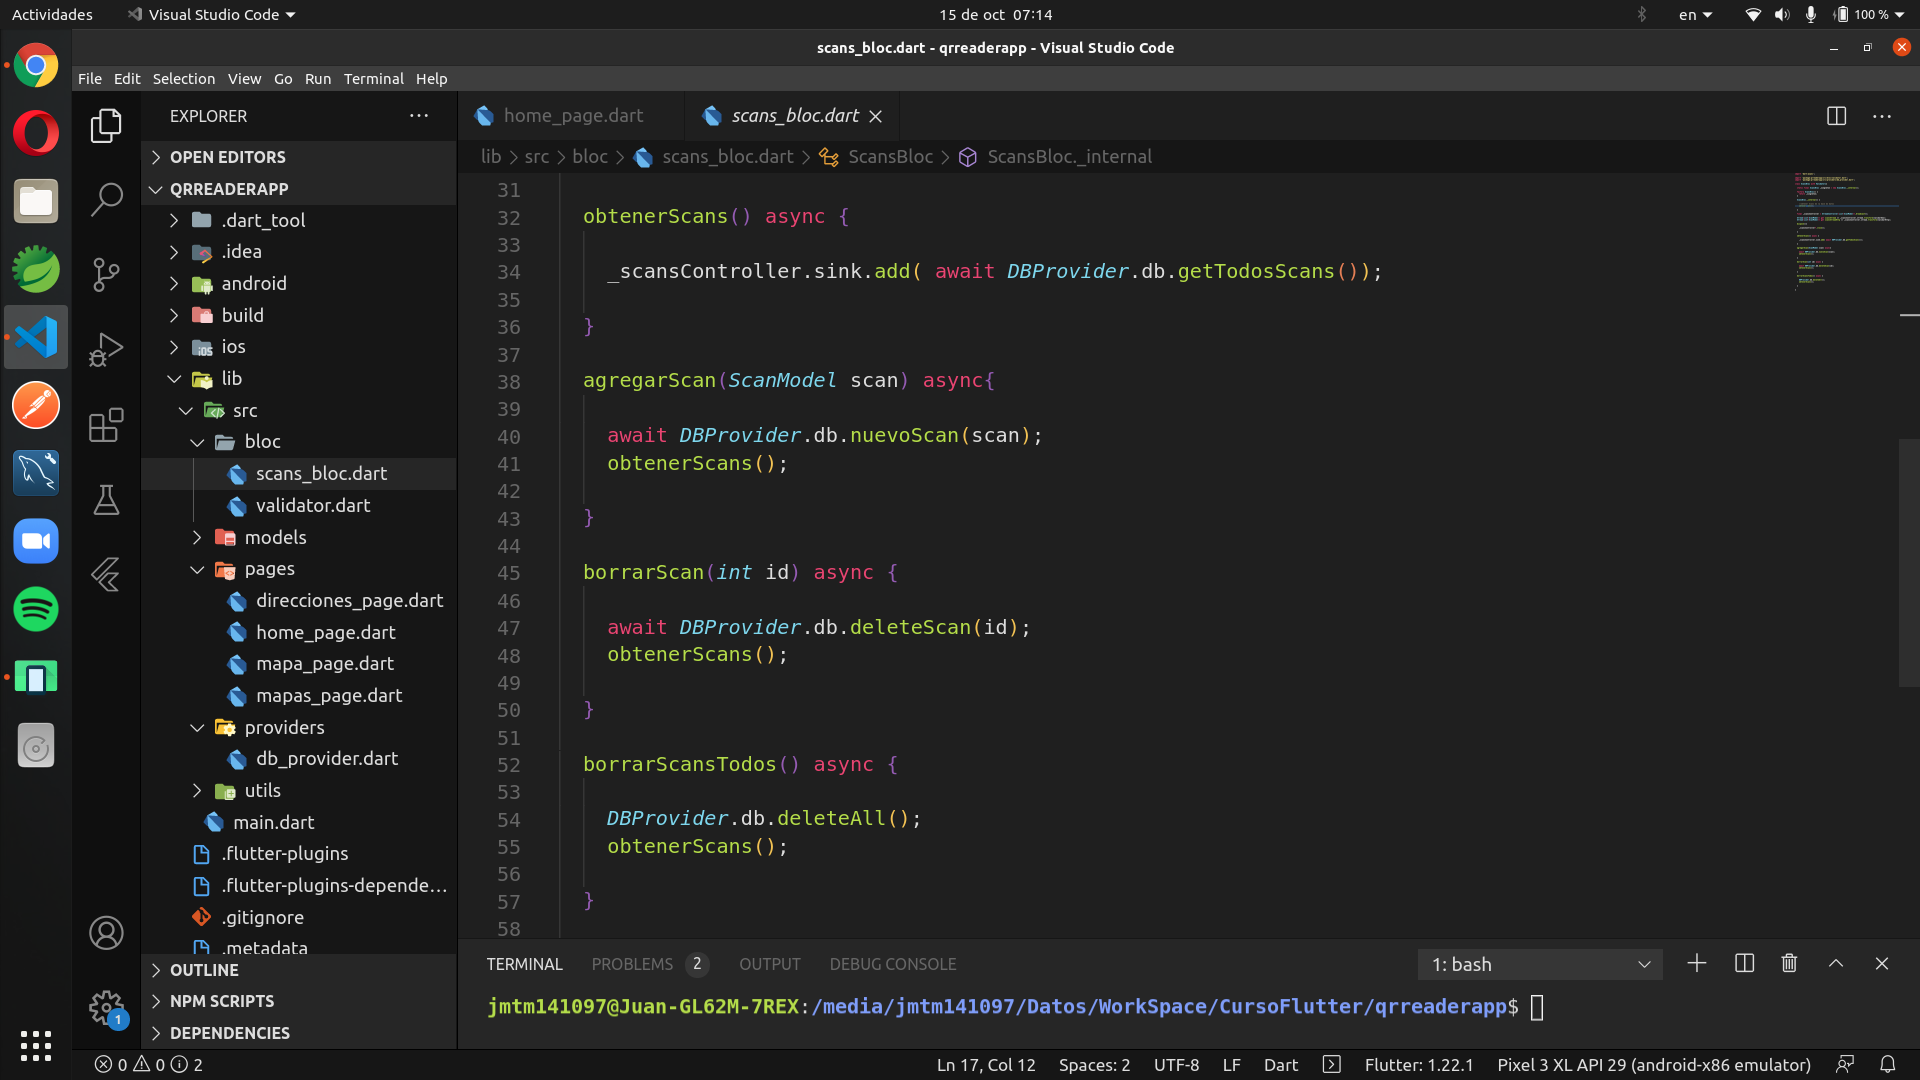 Actividades Visual Studio Code 15 de oct 07:14 en 100 %
scans_bloc.dart - qrreaderapp - Visual Studio Code
File Edit Selection View Go Run Terminal Help
EXPLORER
OPEN EDITORS
QRREADERAPP
.dart_tool
.idea
android
build
ios
lib
src
bloc
scans_bloc.dart
validator.dart
models
pages
direcciones_page.dart
home_page.dart
mapa_page.dart
mapas_page.dart
providers
db_provider.dart
utils
main.dart
.flutter-plugins
.flutter-plugins-depende...
.gitignore
.metadata
OUTLINE
NPM SCRIPTS
DEPENDENCIES
1
home_page.dart scans_bloc.dart
lib > src > bloc > scans_bloc.dart > ScansBloc > ScansBloc._internal
31
32 obtenerScans() async {
33
34 _scansController.sink.add( await DBProvider.db.getTodosScans());
35
36 }
37
38 agregarScan(ScanModel scan) async{
39
40 await DBProvider.db.nuevoScan(scan);
41 obtenerScans();
42
43 }
44
45 borrarScan(int id) async {
46
47 await DBProvider.db.deleteScan(id);
48 obtenerScans();
49
50 }
51
52 borrarScansTodos() async {
53
54 DBProvider.db.deleteAll();
55 obtenerScans();
56
57 }
58
TERMINAL PROBLEMS 2 OUTPUT DEBUG CONSOLE 1: bash
jmtm141097@Juan-GL62M-7REX:/media/jmtm141097/Datos/WorkSpace/CursoFlutter/qrreaderapp$
0 0 2 Ln 17, Col 12 Spaces: 2 UTF-8 LF Dart Flutter: 1.22.1 Pixel 3 XL API 29 (android-x86 emulator)